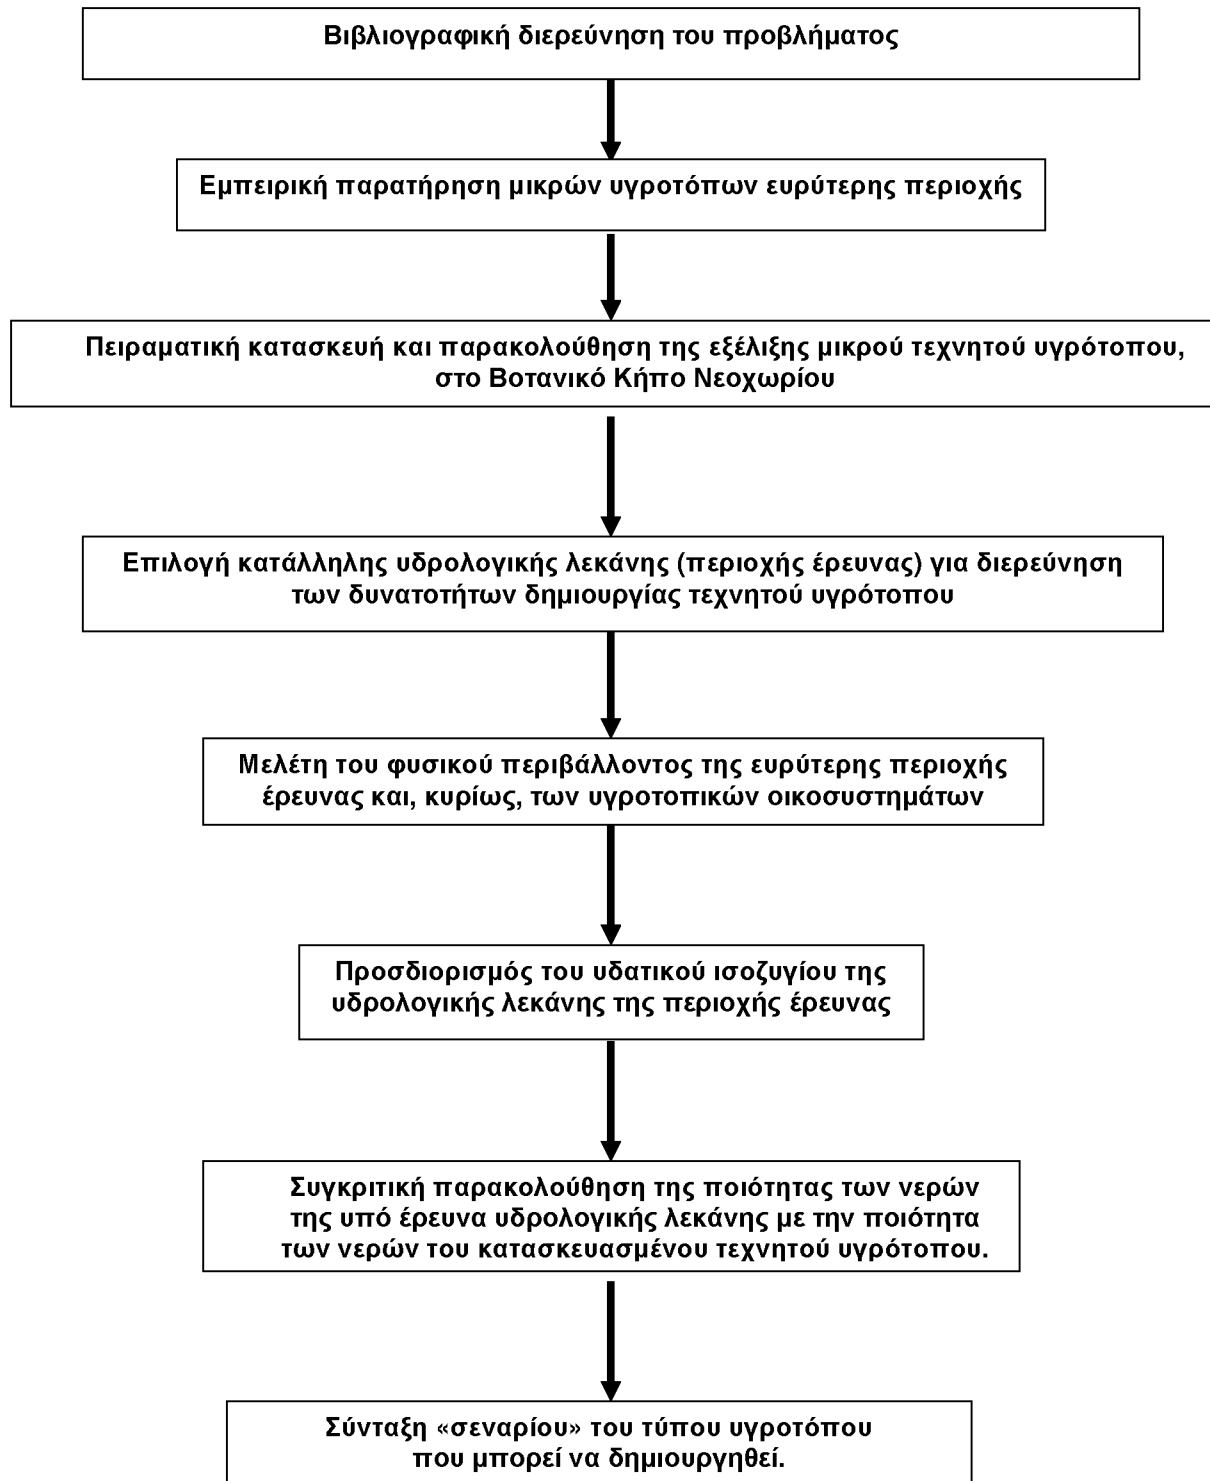 Βιβλιογραφική διερεύνηση του προβλήματος
Εμπειρική παρατήρηση μικρών υγροτόπων ευρύτερης περιοχής
Πειραματική κατασκευή και παρακολούθηση της εξέλιξης μικρού τεχνητού υγρότοπου,
στο Βοτανικό Κήπο Νεοχωρίου
Επιλογή κατάλληλης υδρολογικής λεκάνης (περιοχής έρευνας) για διερεύνηση
των δυνατοτήτων δημιουργίας τεχνητού υγρότοπου
Μελέτη του φυσικού περιβάλλοντος της ευρύτερης περιοχής
έρευνας και, κυρίως, των υγροτοπικών οικοσυστημάτων
Προσδιορισμός του υδατικού ισοζυγίου της
υδρολογικής λεκάνης της περιοχής έρευνας
Συγκριτική παρακολούθηση της ποιότητας των νερών
της υπό έρευνα υδρολογικής λεκάνης με την ποιότητα
των νερών του κατασκευασμένου τεχνητού υγρότοπου.
Σύνταξη «σεναρίου» του τύπου υγροτόπου
που μπορεί να δημιουργηθεί.